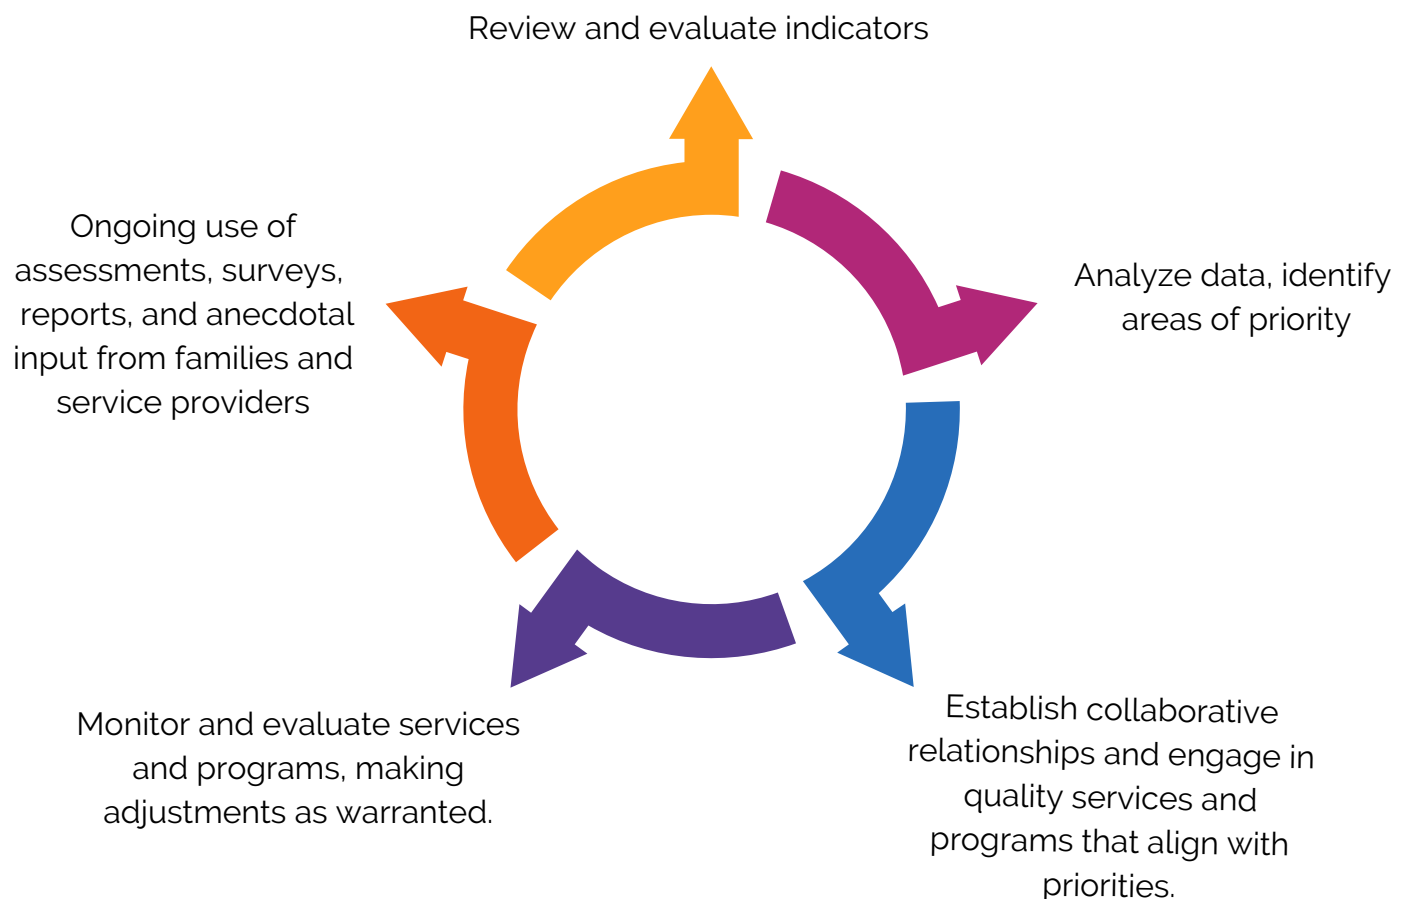 Review and evaluate indicators
Analyze data, identify
areas of priority
Establish collaborative
relationships and engage in
quality services and
programs that align with
priorities.
Monitor and evaluate services
and programs, making
adjustments as warranted.
Ongoing use of
assessments, surveys,
reports, and anecdotal
input from families and
service providers